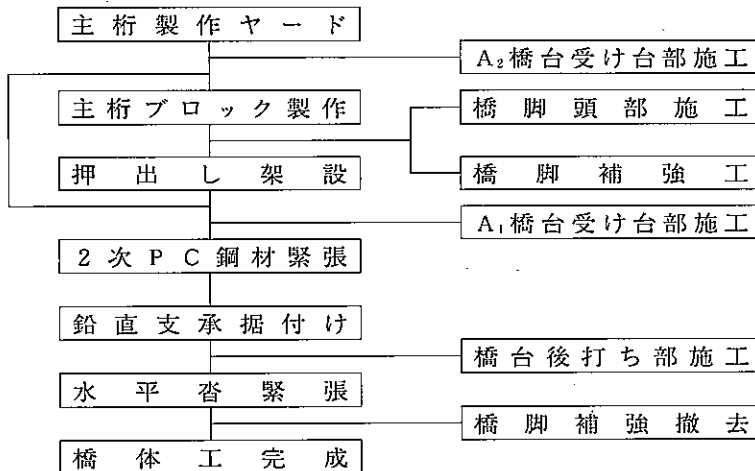 主桁製作ヤード
A₂橋台受け台部施工
主桁ブロック製作
橋脚頭部施工
押出し架設
橋脚補強工
A₁橋台受け台部施工
2次PC鋼材緊張
鉛直支承据付け
橋台後打ち部施工
水平沓緊張
橋脚補強撤去
橋体工完成